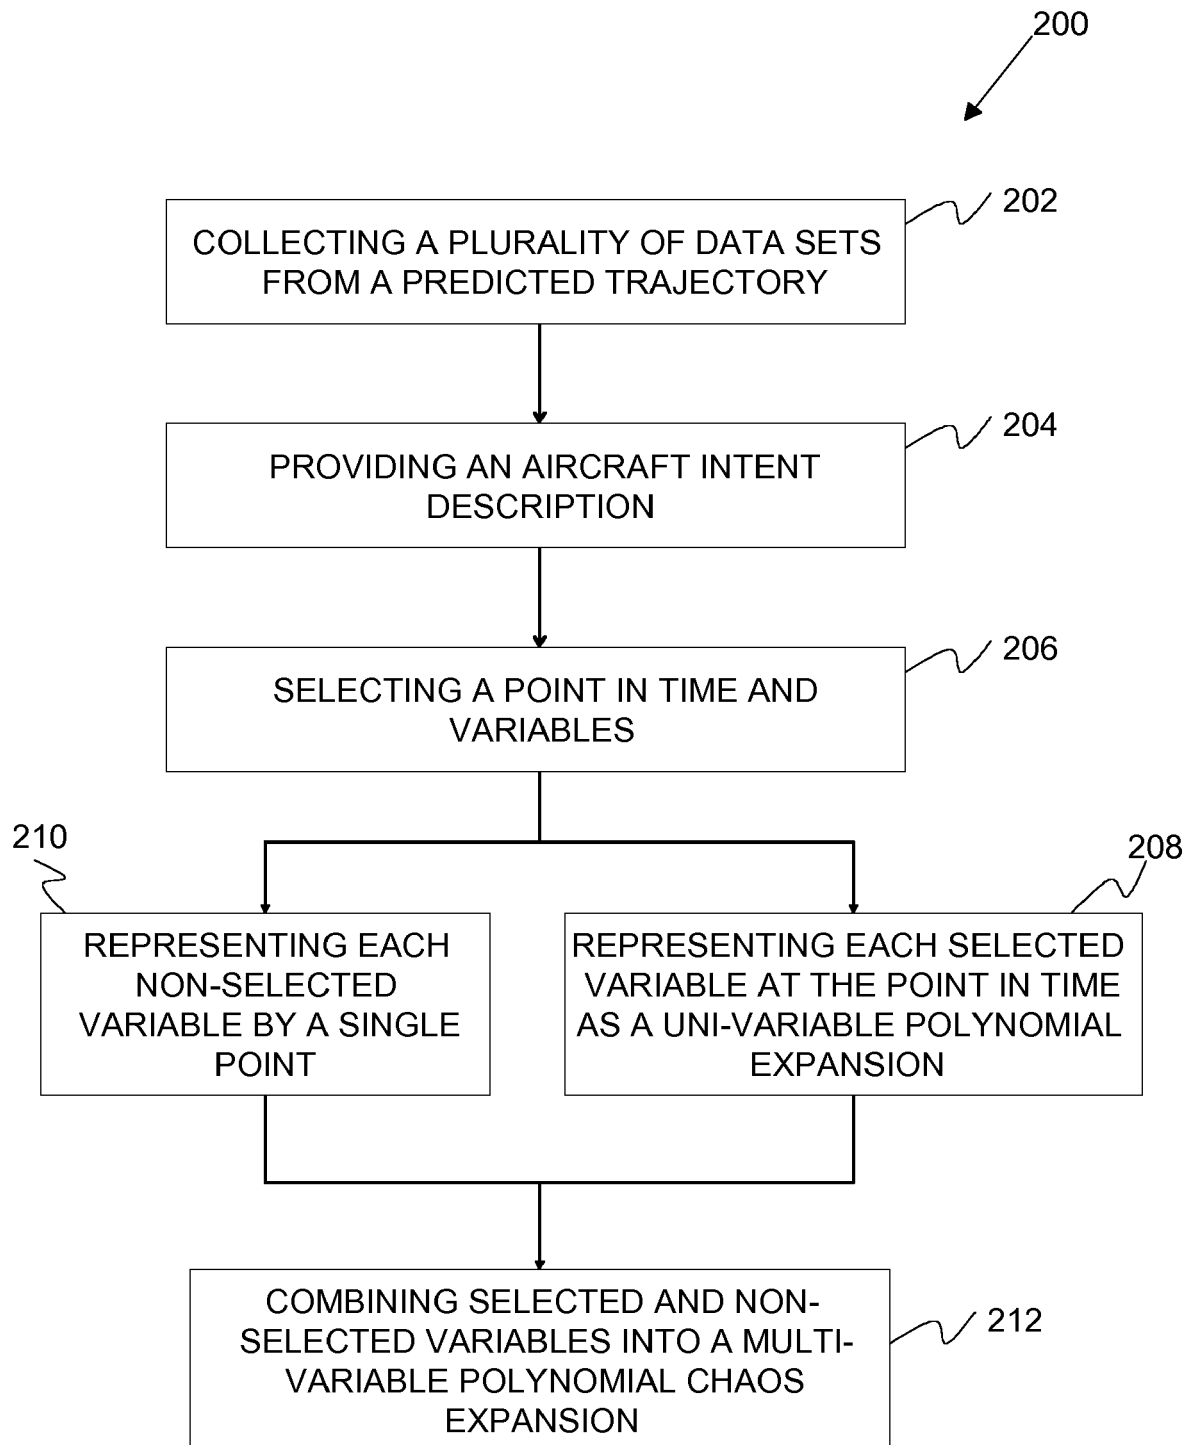 200
202
COLLECTING A PLURALITY OF DATA SETS
FROM A PREDICTED TRAJECTORY
204
PROVIDING AN AIRCRAFT INTENT
DESCRIPTION
206
SELECTING A POINT IN TIME AND
VARIABLES
210
208
REPRESENTING EACH
NON-SELECTED
VARIABLE BY A SINGLE
POINT
REPRESENTING EACH SELECTED
VARIABLE AT THE POINT IN TIME
AS A UNI-VARIABLE POLYNOMIAL
EXPANSION
212
COMBINING SELECTED AND NON-
SELECTED VARIABLES INTO A MULTI-
VARIABLE POLYNOMIAL CHAOS
EXPANSION